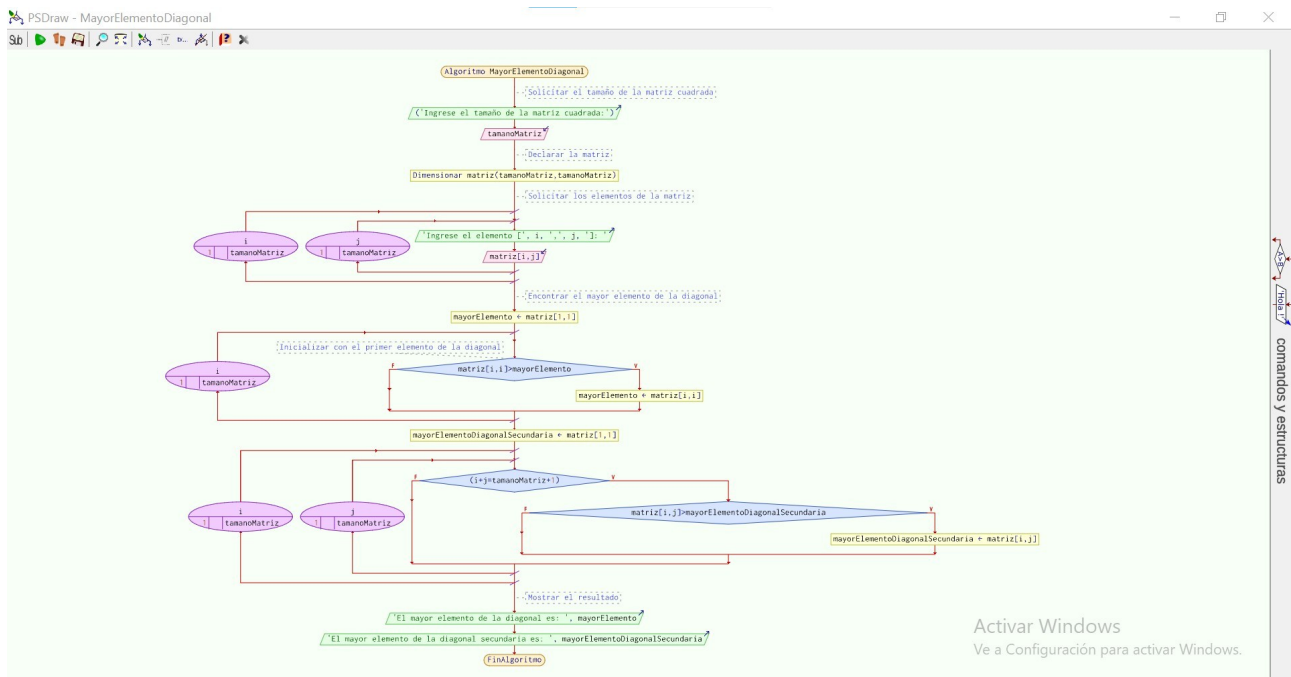 PSDraw - MayorElementoDiagonal
Sub
Algoritmo MayorElementoDiagonal
Solicitar el tamaño de la matriz cuadrada
('Ingrese el tamaño de la matriz cuadrada:')
tamanoMatriz
Declarar la matriz
Dimensionar matriz(tamanoMatriz,tamanoMatriz)
Solicitar los elementos de la matriz
i
1 tamanoMatriz
j
1 tamanoMatriz
'Ingrese el elemento [', i, ',', j, ']: '
matriz[i,j]
Encontrar el mayor elemento de la diagonal
mayorElemento ← matriz[1,1]
Inicializar con el primer elemento de la diagonal
i
1 tamanoMatriz
matriz[i,i]>mayorElemento
F
V
mayorElemento ← matriz[i,i]
mayorElementoDiagonalSecundaria ← matriz[1,1]
i
1 tamanoMatriz
j
1 tamanoMatriz
(i+j=tamanoMatriz+1)
F
V
matriz[i,j]>mayorElementoDiagonalSecundaria
F
V
mayorElementoDiagonalSecundaria ← matriz[i,j]
Mostrar el resultado
'El mayor elemento de la diagonal es: ', mayorElemento
'El mayor elemento de la diagonal secundaria es: ', mayorElementoDiagonalSecundaria
FinAlgoritmo
A>B
'Hola !'
comandos y estructuras
Activar Windows
Ve a Configuración para activar Windows.